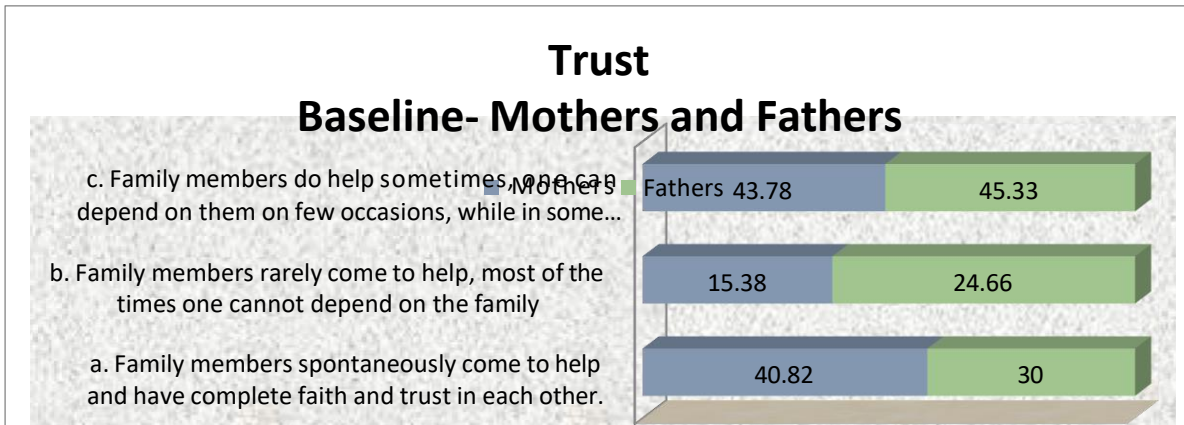 Trust
Baseline- Mothers and Fathers
c. Family members do help sometimes, one can
depend on them on few occasions, while in some…
Mothers Fathers
43.78 45.33
b. Family members rarely come to help, most of the
times one cannot depend on the family
15.38 24.66
a. Family members spontaneously come to help
and have complete faith and trust in each other.
40.82 30